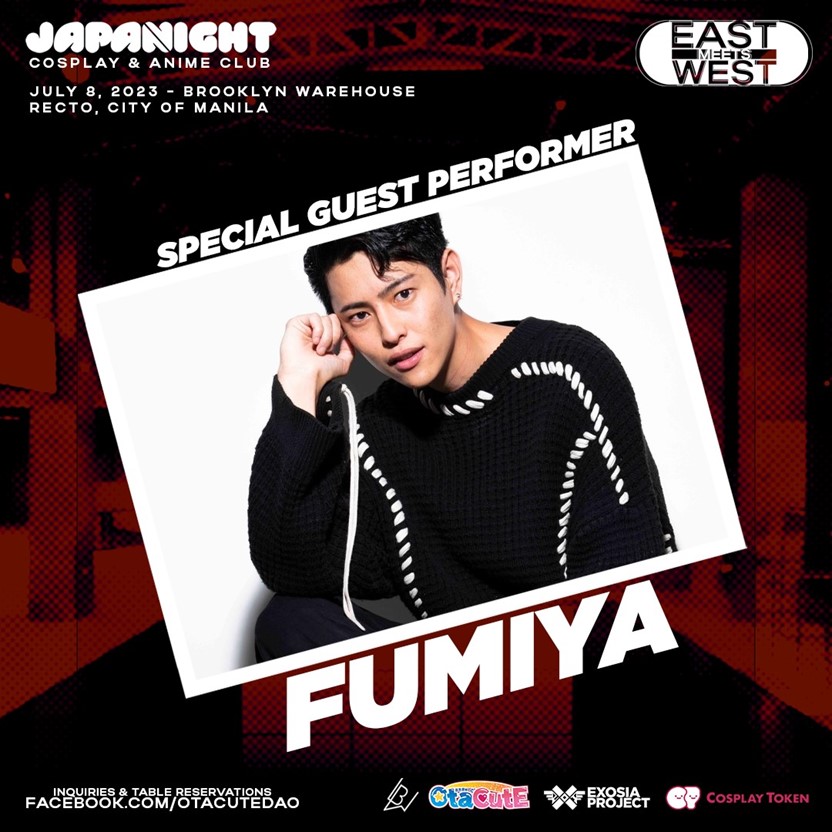 JAPANIGHT
COSPLAY & ANIME CLUB
JULY 8, 2023 - BROOKLYN WAREHOUSE
RECTO, CITY OF MANILA
EAST
MEETS
WEST
SPECIAL GUEST PERFORMER
FUMIYA
INQUIRIES & TABLE RESERVATIONS
FACEBOOK.COM/OTACUTEDAO
OtaCutE
EXOSIA
PROJECT
COSPLAY TOKEN